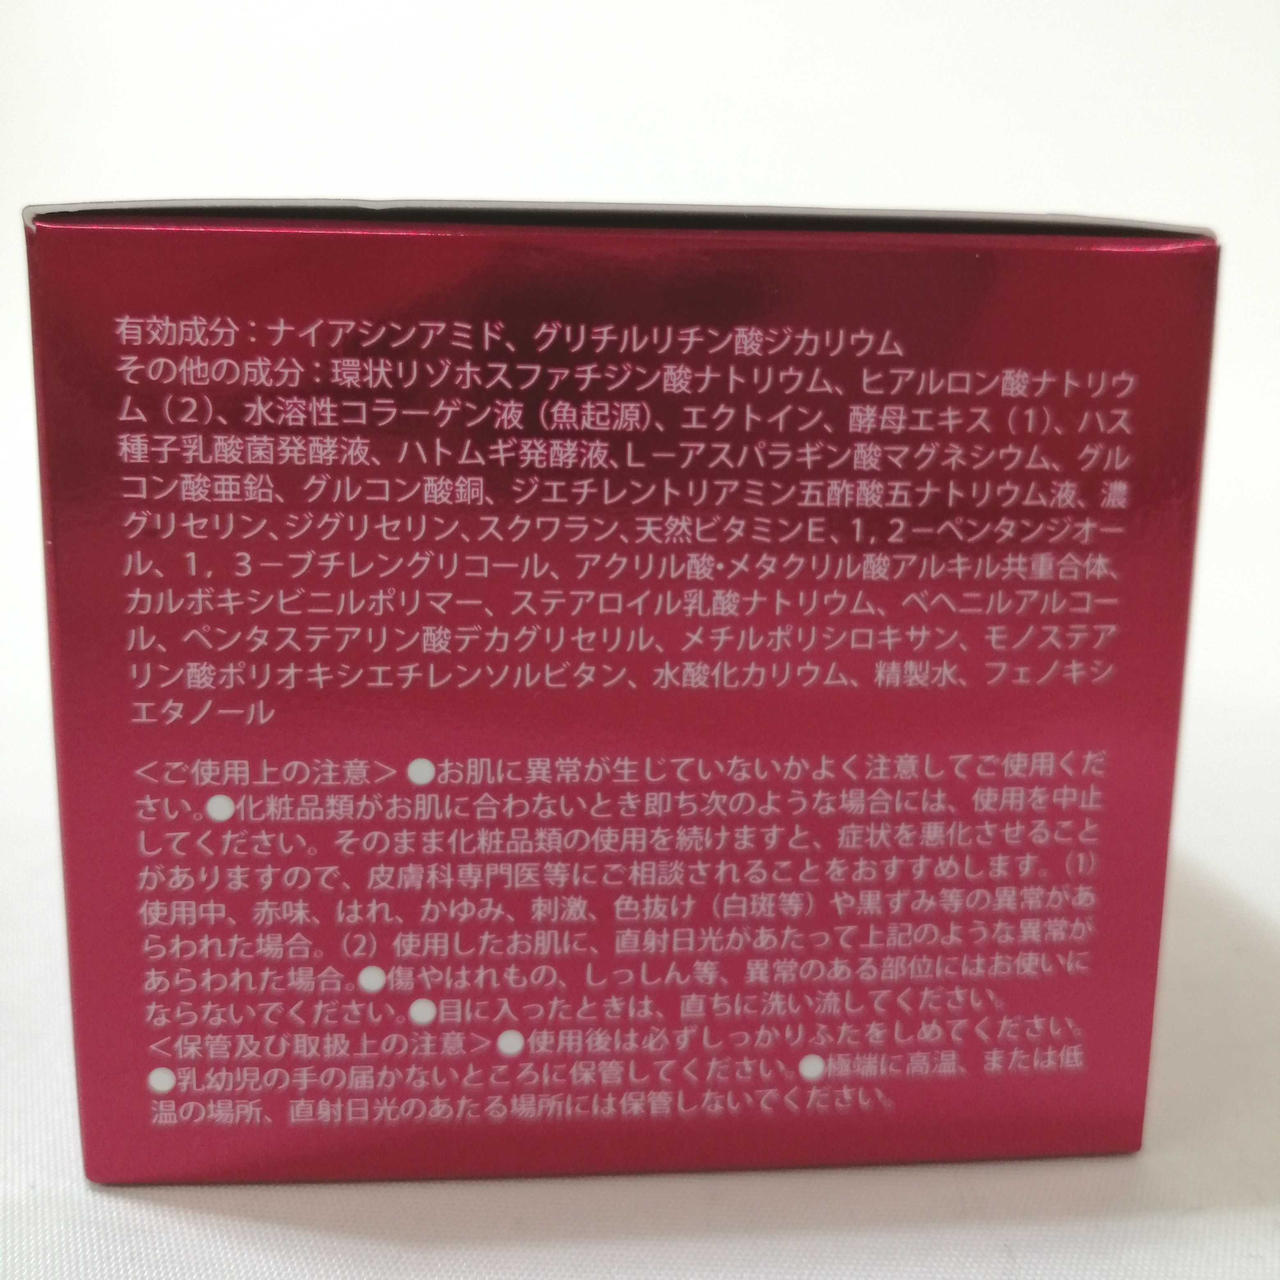 有効成分：ナイアシンアミド、グリチルリチン酸ジカリウム
その他の成分：環状リゾホスファチジン酸ナトリウム、ヒアルロン酸ナトリウ
ム（2）、水溶性コラーゲン液（魚起源）、エクトイン、酵母エキス（1）、ハス
種子乳酸菌発酵液、ハトムギ発酵液、Ｌ－アスパラギン酸マグネシウム、グル
コン酸亜鉛、グルコン酸銅、ジエチレントリアミン五酢酸五ナトリウム液、濃
グリセリン、ジグリセリン、スクワラン、天然ビタミンＥ、1，2－ペンタンジオー
ル、１，３－ブチレングリコール、アクリル酸・メタクリル酸アルキル共重合体、
カルボキシビニルポリマー、ステアロイル乳酸ナトリウム、ベヘニルアルコー
ル、ペンタステアリン酸デカグリセリル、メチルポリシロキサン、モノステア
リン酸ポリオキシエチレンソルビタン、水酸化カリウム、精製水、フェノキシ
エタノール
＜ご使用上の注意＞●お肌に異常が生じていないかよく注意してご使用くだ
さい。●化粧品類がお肌に合わないとき即ち次のような場合には、使用を中止
してください。そのまま化粧品類の使用を続けますと、症状を悪化させること
がありますので、皮膚科専門医等にご相談されることをおすすめします。（1）
使用中、赤味、はれ、かゆみ、刺激、色抜け（白斑等）や黒ずみ等の異常があ
らわれた場合。（2）使用したお肌に、直射日光があたって上記のような異常が
あらわれた場合。●傷やはれもの、しっしん等、異常のある部位にはお使いに
ならないでください。●目に入ったときは、直ちに洗い流してください。
＜保管及び取扱上の注意＞●使用後は必ずしっかりふたをしめてください。
●乳幼児の手の届かないところに保管してください。●極端に高温、または低
温の場所、直射日光のあたる場所には保管しないでください。